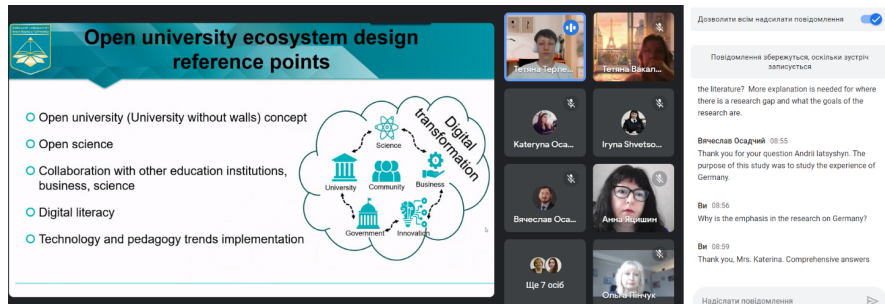 Open university ecosystem design
reference points
Open university (University without walls) concept
Open science
Collaboration with other education institutions,
business, science
Digital literacy
Technology and pedagogy trends implementation
Digital
transformation
Science
University
Community
Business
Government
Innovation
Тетяна Терле...
Тетяна Вакал...
Kateryna Oca...
Iryna Shvetso...
Вячеслав Оса...
Анна Яцишин
Ще 7 осіб
Ольга Пінчук
Дозволити всім надсилати повідомлення
Повідомлення збережуться, оскільки зустріч
записується
the literature? More explanation is needed for where
there is a research gap and what the goals of the
research are.
Вячеслав Осадчий 08:55
Thank you for your question Andrii Iatsyshyn. The
purpose of this study was to study the experience of
Germany.
Ви 08:56
Why is the emphasis in the research on Germany?
Ви 08:59
Thank you, Mrs. Katerina. Comprehensive answers
Надіслати повідомлення